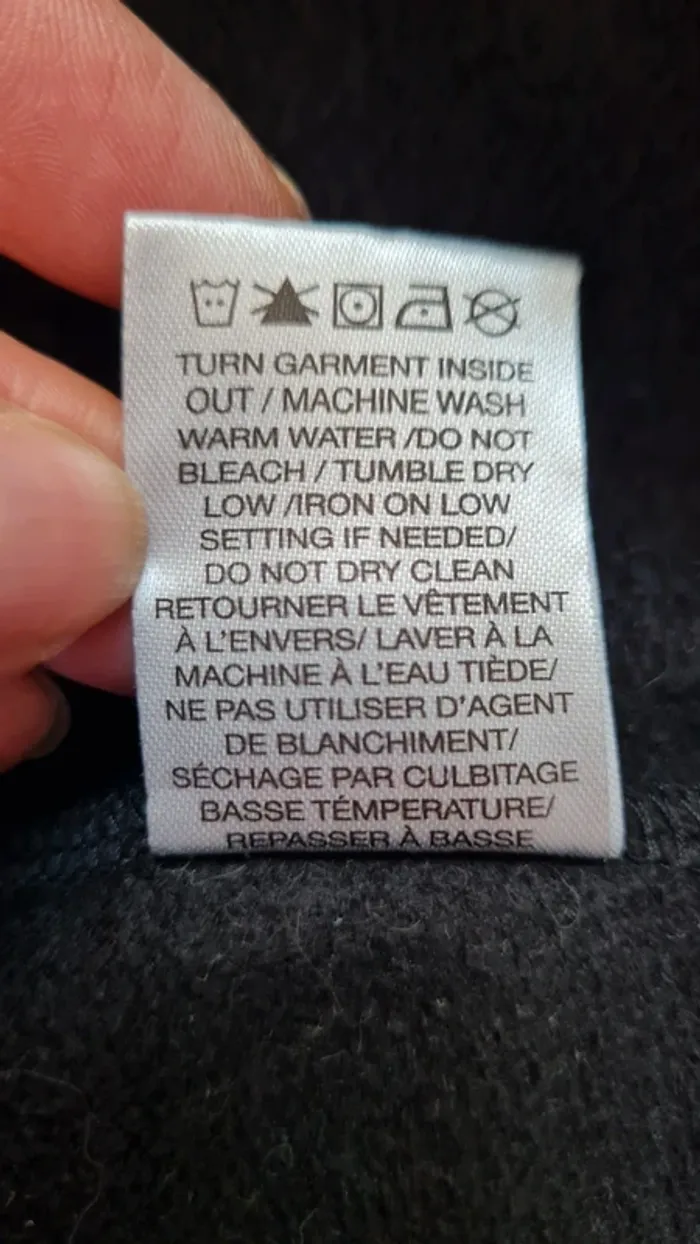 TURN GARMENT INSIDE
OUT / MACHINE WASH
WARM WATER /DO NOT
BLEACH / TUMBLE DRY
LOW /IRON ON LOW
SETTING IF NEEDED/
DO NOT DRY CLEAN
RETOURNER LE VÊTEMENT
À L'ENVERS/ LAVER À LA
MACHINE À L'EAU TIÈDE/
NE PAS UTILISER D'AGENT
DE BLANCHIMENT/
SÉCHAGE PAR CULBITAGE
BASSE TÉMPERATURE/
REPASSER À BASSE